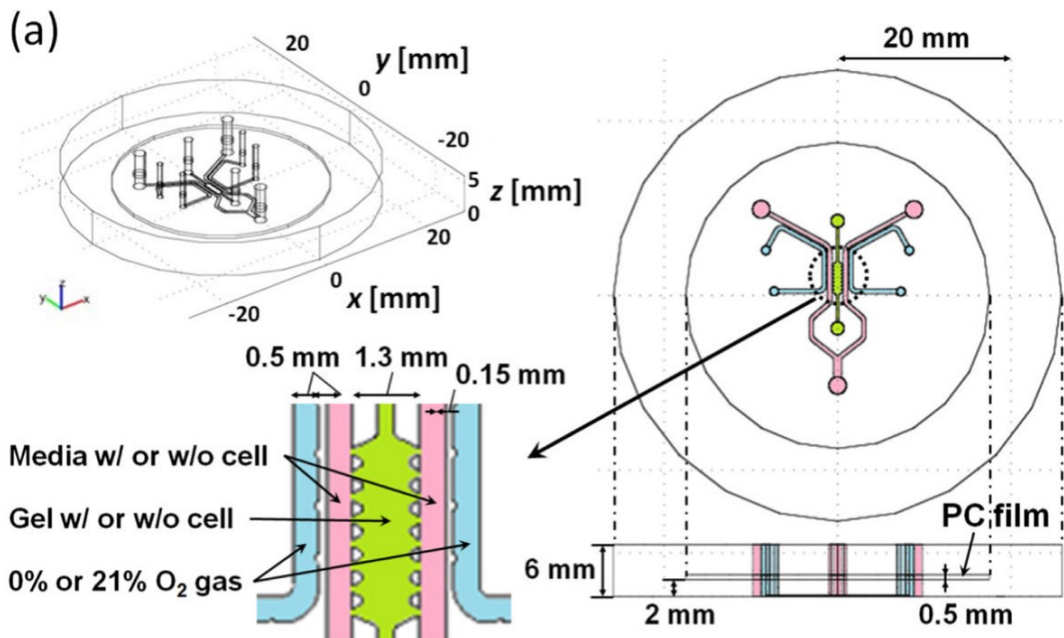 (a)
20
y [mm]
0
-20
5
z [mm]
0
20
0
x [mm]
-20
z
y
x
20 mm
0.5 mm
1.3 mm
0.15 mm
Media w/ or w/o cell
Gel w/ or w/o cell
0% or 21% O₂ gas
PC film
6 mm
2 mm
0.5 mm